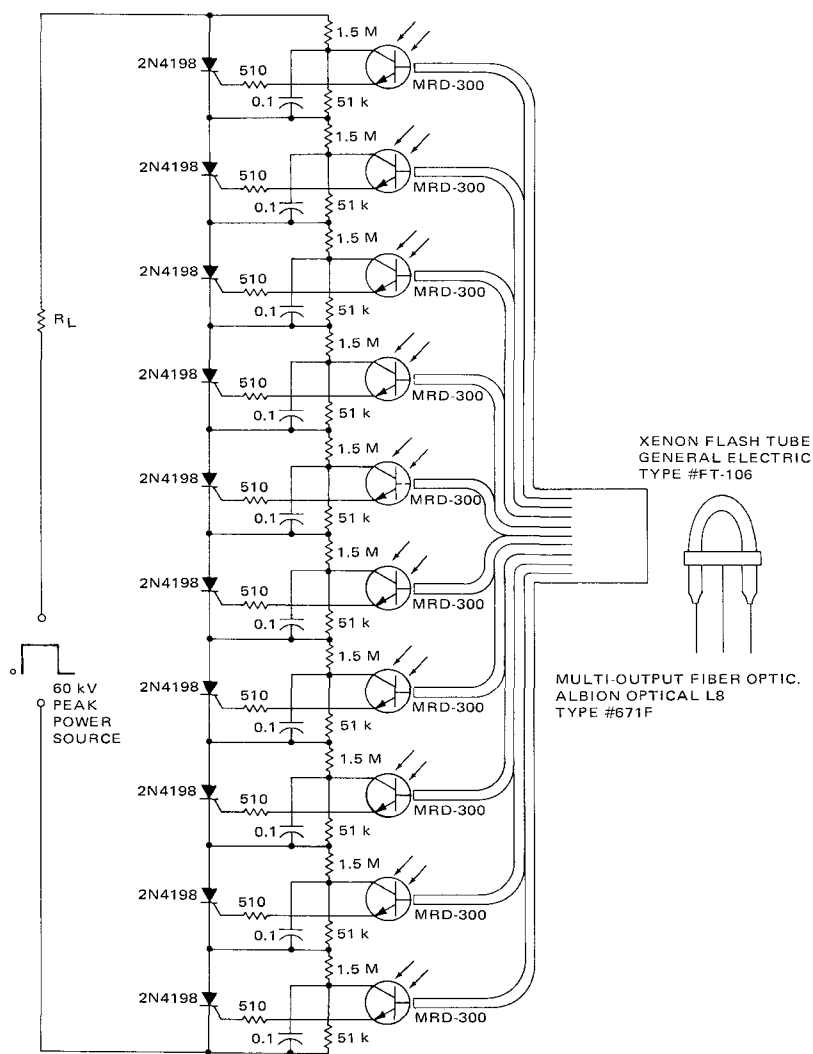 1.5 M
2N4198
510
MRD-300
0.1
51 k
1.5 M
2N4198
510
MRD-300
0.1
51 k
1.5 M
2N4198
510
MRD-300
0.1
51 k
RL
1.5 M
2N4198
510
MRD-300
0.1
51 k
1.5 M
2N4198
510
MRD-300
0.1
51 k
XENON FLASH TUBE
GENERAL ELECTRIC
TYPE #FT-106
1.5 M
2N4198
510
MRD-300
0.1
51 k
1.5 M
2N4198
510
MRD-300
0.1
51 k
60 kV
PEAK
POWER
SOURCE
MULTI-OUTPUT FIBER OPTIC.
ALBION OPTICAL L8
TYPE #671F
1.5 M
2N4198
510
MRD-300
0.1
51 k
1.5 M
2N4198
510
MRD-300
0.1
51 k
1.5 M
2N4198
510
MRD-300
0.1
51 k